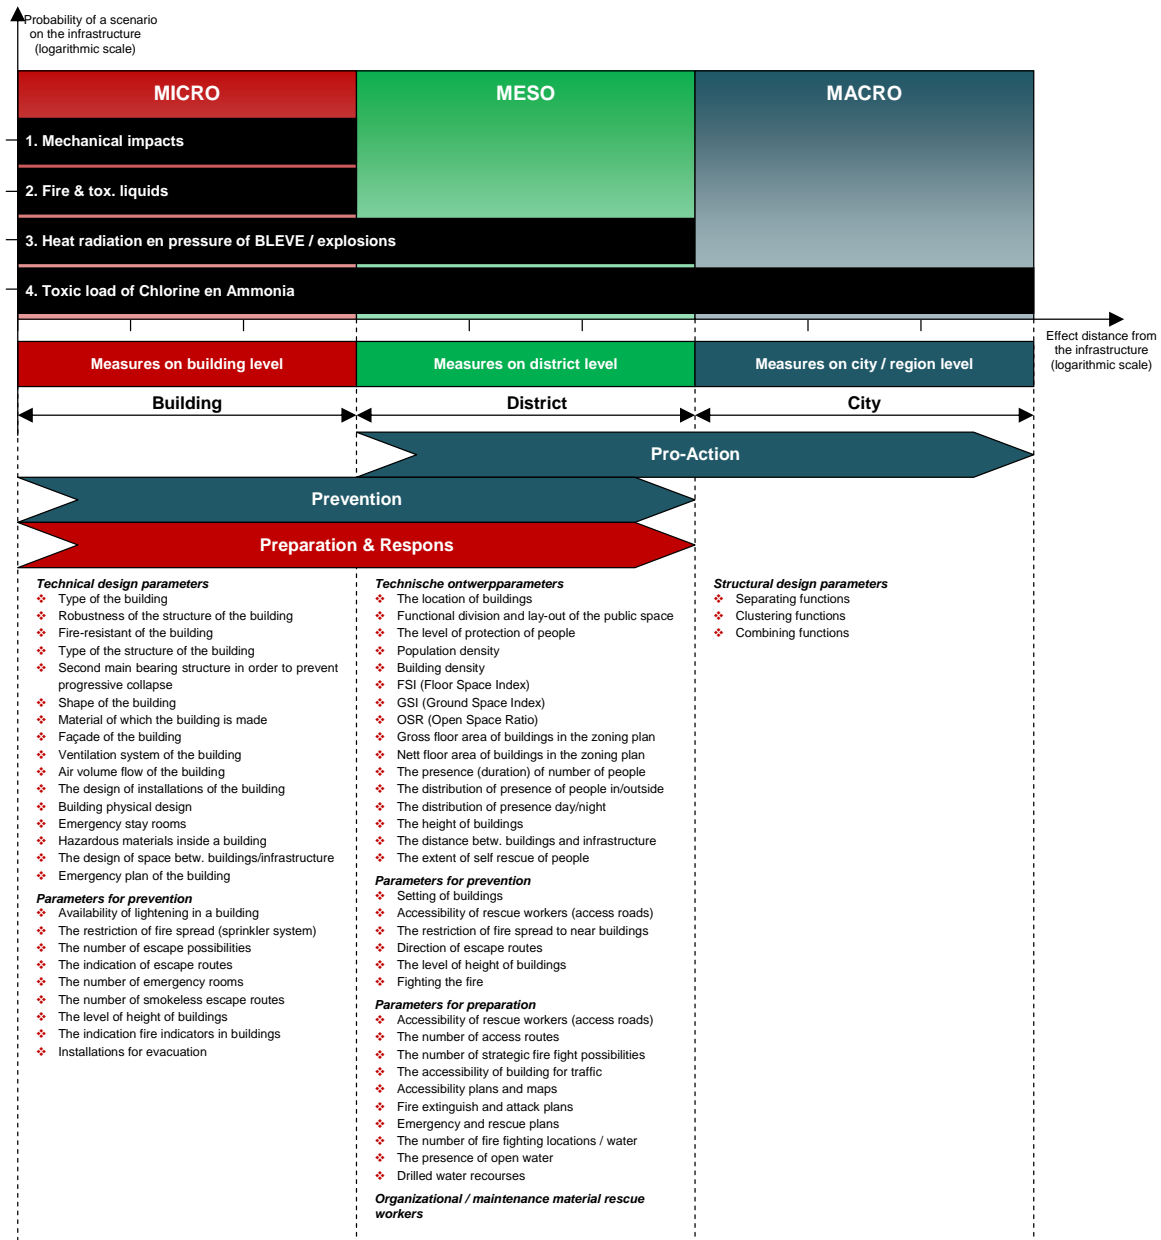 Probability of a scenario
on the infrastructure
(logarithmic scale)
MICRO
MESO
MACRO
1. Mechanical impacts
2. Fire & tox. liquids
3. Heat radiation en pressure of BLEVE / explosions
4. Toxic load of Chlorine en Ammonia
Effect distance from
the infrastructure
(logarithmic scale)
Measures on building level
Measures on district level
Measures on city / region level
Building
District
City
Pro-Action
Prevention
Preparation & Respons
Technical design parameters
Type of the building
Robustness of the structure of the building
Fire-resistant of the building
Type of the structure of the building
Second main bearing structure in order to prevent
progressive collapse
Shape of the building
Material of which the building is made
Façade of the building
Ventilation system of the building
Air volume flow of the building
The design of installations of the building
Building physical design
Emergency stay rooms
Hazardous materials inside a building
The design of space betw. buildings/infrastructure
Emergency plan of the building
Parameters for prevention
Availability of lightening in a building
The restriction of fire spread (sprinkler system)
The number of escape possibilities
The indication of escape routes
The number of emergency rooms
The number of smokeless escape routes
The level of height of buildings
The indication fire indicators in buildings
Installations for evacuation
Technische ontwerpparameters
The location of buildings
Functional division and lay-out of the public space
The level of protection of people
Population density
Building density
FSI (Floor Space Index)
GSI (Ground Space Index)
OSR (Open Space Ratio)
Gross floor area of buildings in the zoning plan
Nett floor area of buildings in the zoning plan
The presence (duration) of number of people
The distribution of presence of people in/outside
The distribution of presence day/night
The height of buildings
The distance betw. buildings and infrastructure
The extent of self rescue of people
Parameters for prevention
Setting of buildings
Accessibility of rescue workers (access roads)
The restriction of fire spread to near buildings
Direction of escape routes
The level of height of buildings
Fighting the fire
Parameters for preparation
Accessibility of rescue workers (access roads)
The number of access routes
The number of strategic fire fight possibilities
The accessibility of building for traffic
Accessibility plans and maps
Fire extinguish and attack plans
Emergency and rescue plans
The number of fire fighting locations / water
The presence of open water
Drilled water recourses
Organizational / maintenance material rescue
workers
Structural design parameters
Separating functions
Clustering functions
Combining functions